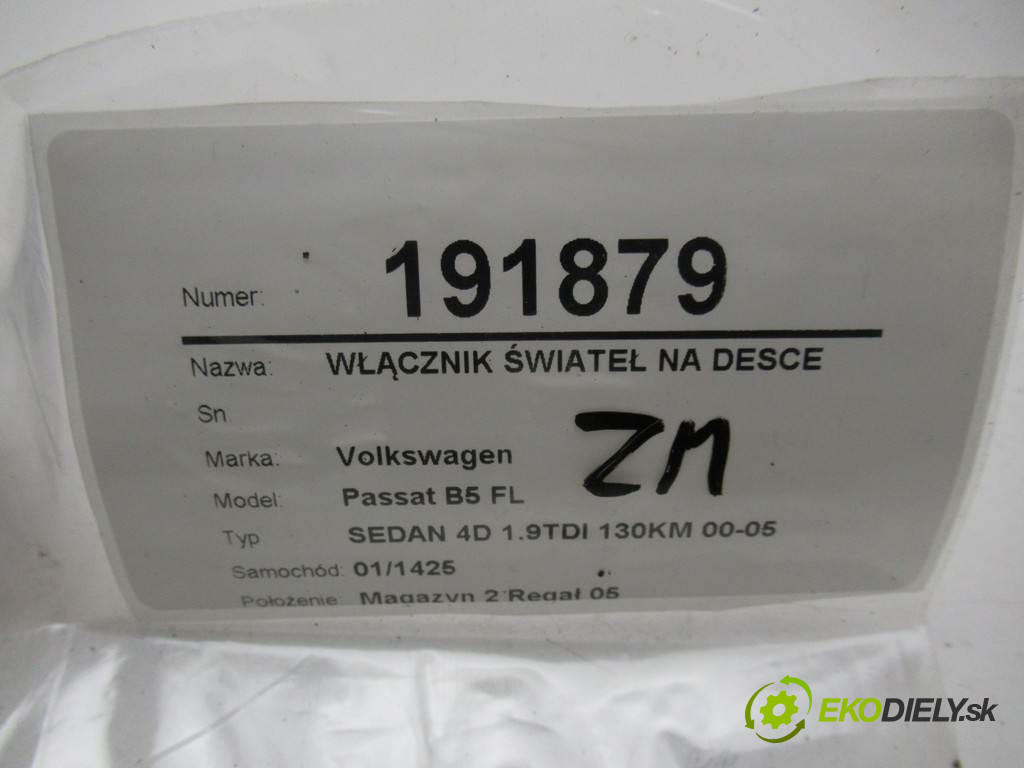 Numer: 191879
Nazwa: WŁĄCZNIK ŚWIATEŁ NA DESCE
Sn
ZM
Marka: Volkswagen
Model: Passat B5 FL
Typ SEDAN 4D 1.9TDI 130KM 00-05
Samochód: 01/1425
Położenie: Magazyn 2 Regał 05
EKODIELY.sk